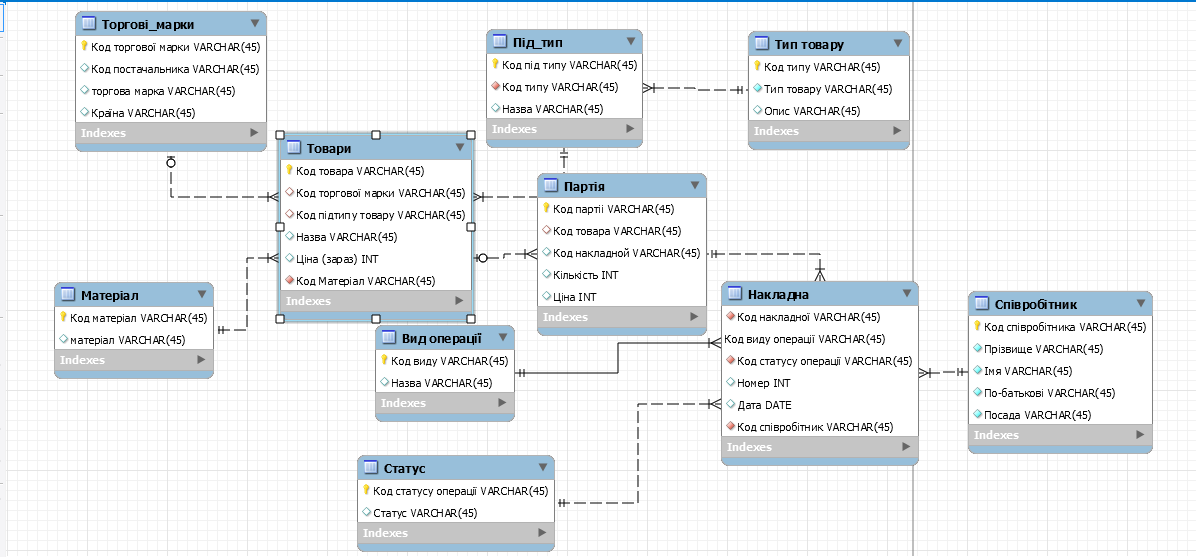 Торгові_марки
Код торгової марки VARCHAR(45)
Код постачальника VARCHAR(45)
торгова марка VARCHAR(45)
Країна VARCHAR(45)
Indexes
Під_тип
Код під типу VARCHAR(45)
Код типу VARCHAR(45)
Назва VARCHAR(45)
Indexes
Тип товару
Код типу VARCHAR(45)
Тип товару VARCHAR(45)
Опис VARCHAR(45)
Indexes
Товари
Код товара VARCHAR(45)
Код торгової марки VARCHAR(45)
Код підтипу товару VARCHAR(45)
Назва VARCHAR(45)
Ціна (зараз) INT
Код Матеріал VARCHAR(45)
Indexes
Партія
Код партії VARCHAR(45)
Код товара VARCHAR(45)
Код накладной VARCHAR(45)
Кількість INT
Ціна INT
Indexes
Матеріал
Код матеріал VARCHAR(45)
матеріал VARCHAR(45)
Indexes
Вид операції
Код виду VARCHAR(45)
Назва VARCHAR(45)
Indexes
Накладна
Код накладної VARCHAR(45)
Код виду операції VARCHAR(45)
Код статусу операції VARCHAR(45)
Номер INT
Дата DATE
Код співробітник VARCHAR(45)
Indexes
Співробітник
Код співробітника VARCHAR(45)
Прізвище VARCHAR(45)
Імя VARCHAR(45)
По-батькові VARCHAR(45)
Посада VARCHAR(45)
Indexes
Статус
Код статусу операції VARCHAR(45)
Статус VARCHAR(45)
Indexes